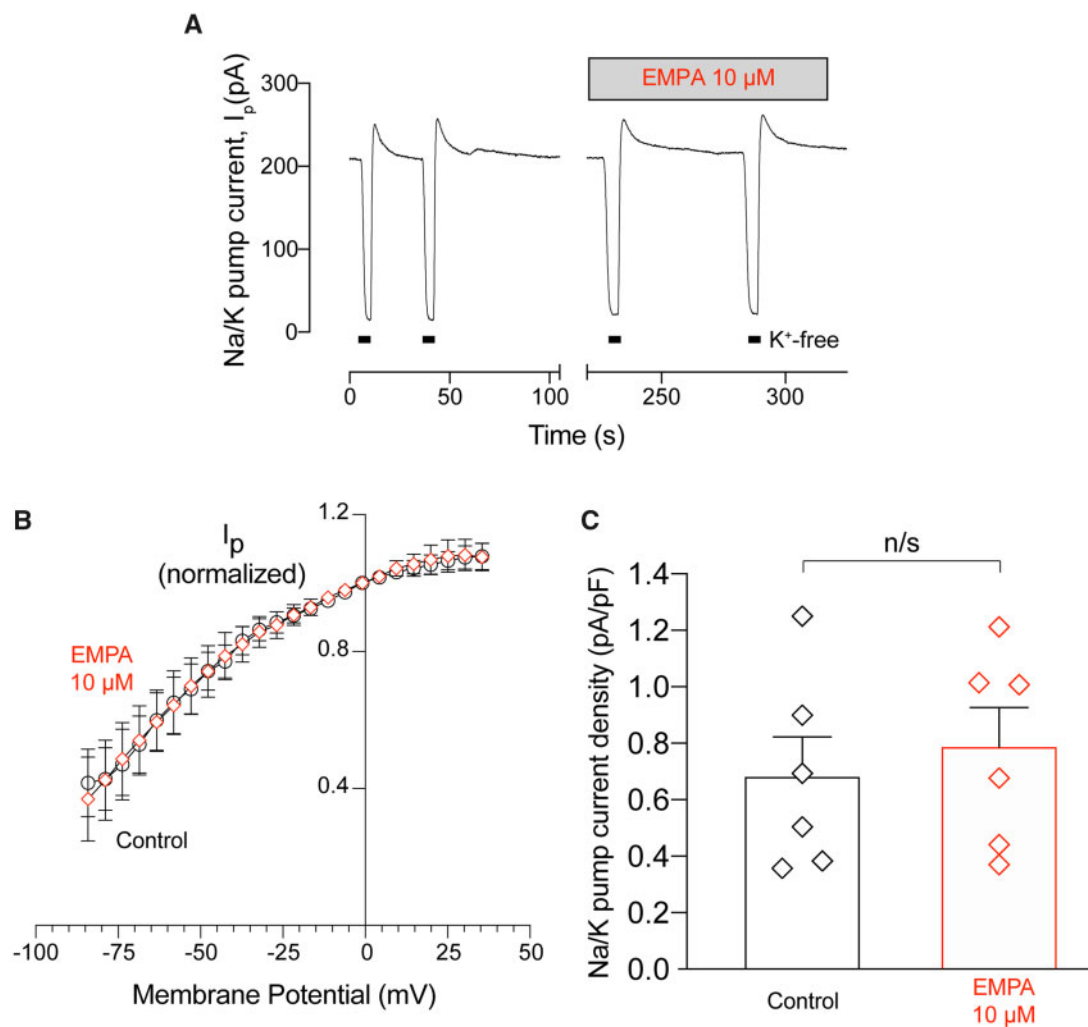 A
Na/K pump current, Ip(pA)
300
200
100
0
EMPA 10 µM
K⁺-free
0 50 100 250 300
Time (s)
B
Ip
(normalized)
1.2
0.8
0.4
EMPA
10 µM
Control
-100 -75 -50 -25 0 25 50
Membrane Potential (mV)
C
n/s
Na/K pump current density (pA/pF)
1.4
1.2
1.0
0.8
0.6
0.4
0.2
0.0
Control
EMPA
10 µM